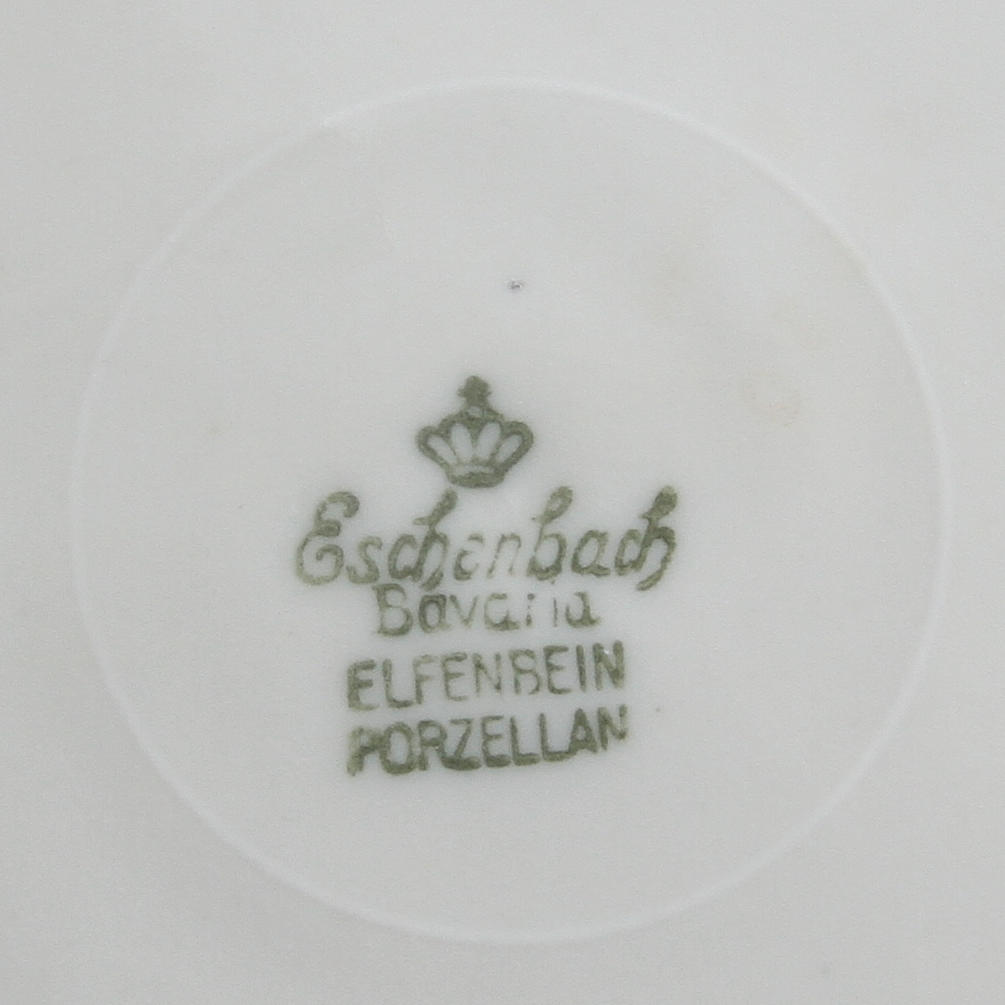 Eschenbach
Bavaria
ELFENBEIN
PORZELLAN